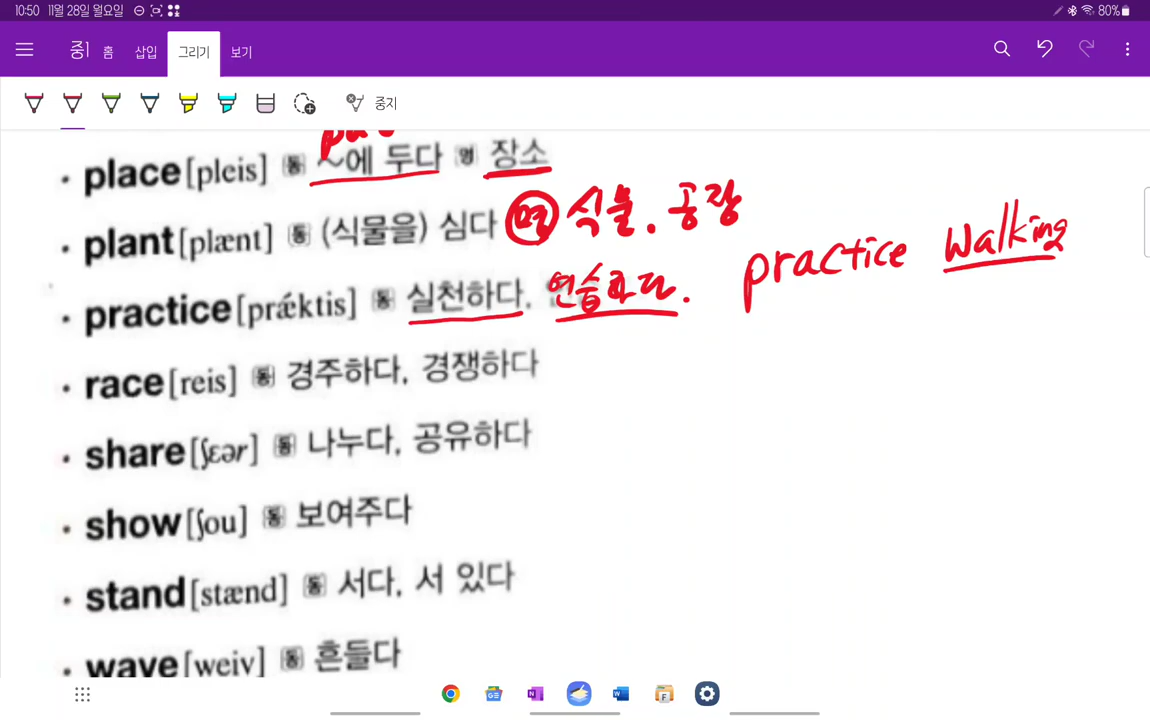 10:50 11월 28일 월요일 80%
중1 홈 삽입 그리기 보기
중지
place[pleis] 동 ~에 두다 명 장소
plant[plænt] 동 (식물을) 심다 명 식물. 공장
practice[prǽktis] 동 실천하다, 연습하다. practice walking
race[reis] 동 경주하다, 경쟁하다
share[ʃɛər] 동 나누다, 공유하다
show[ʃou] 동 보여주다
stand[stænd] 동 서다, 서 있다
wave[weiv] 동 흔들다